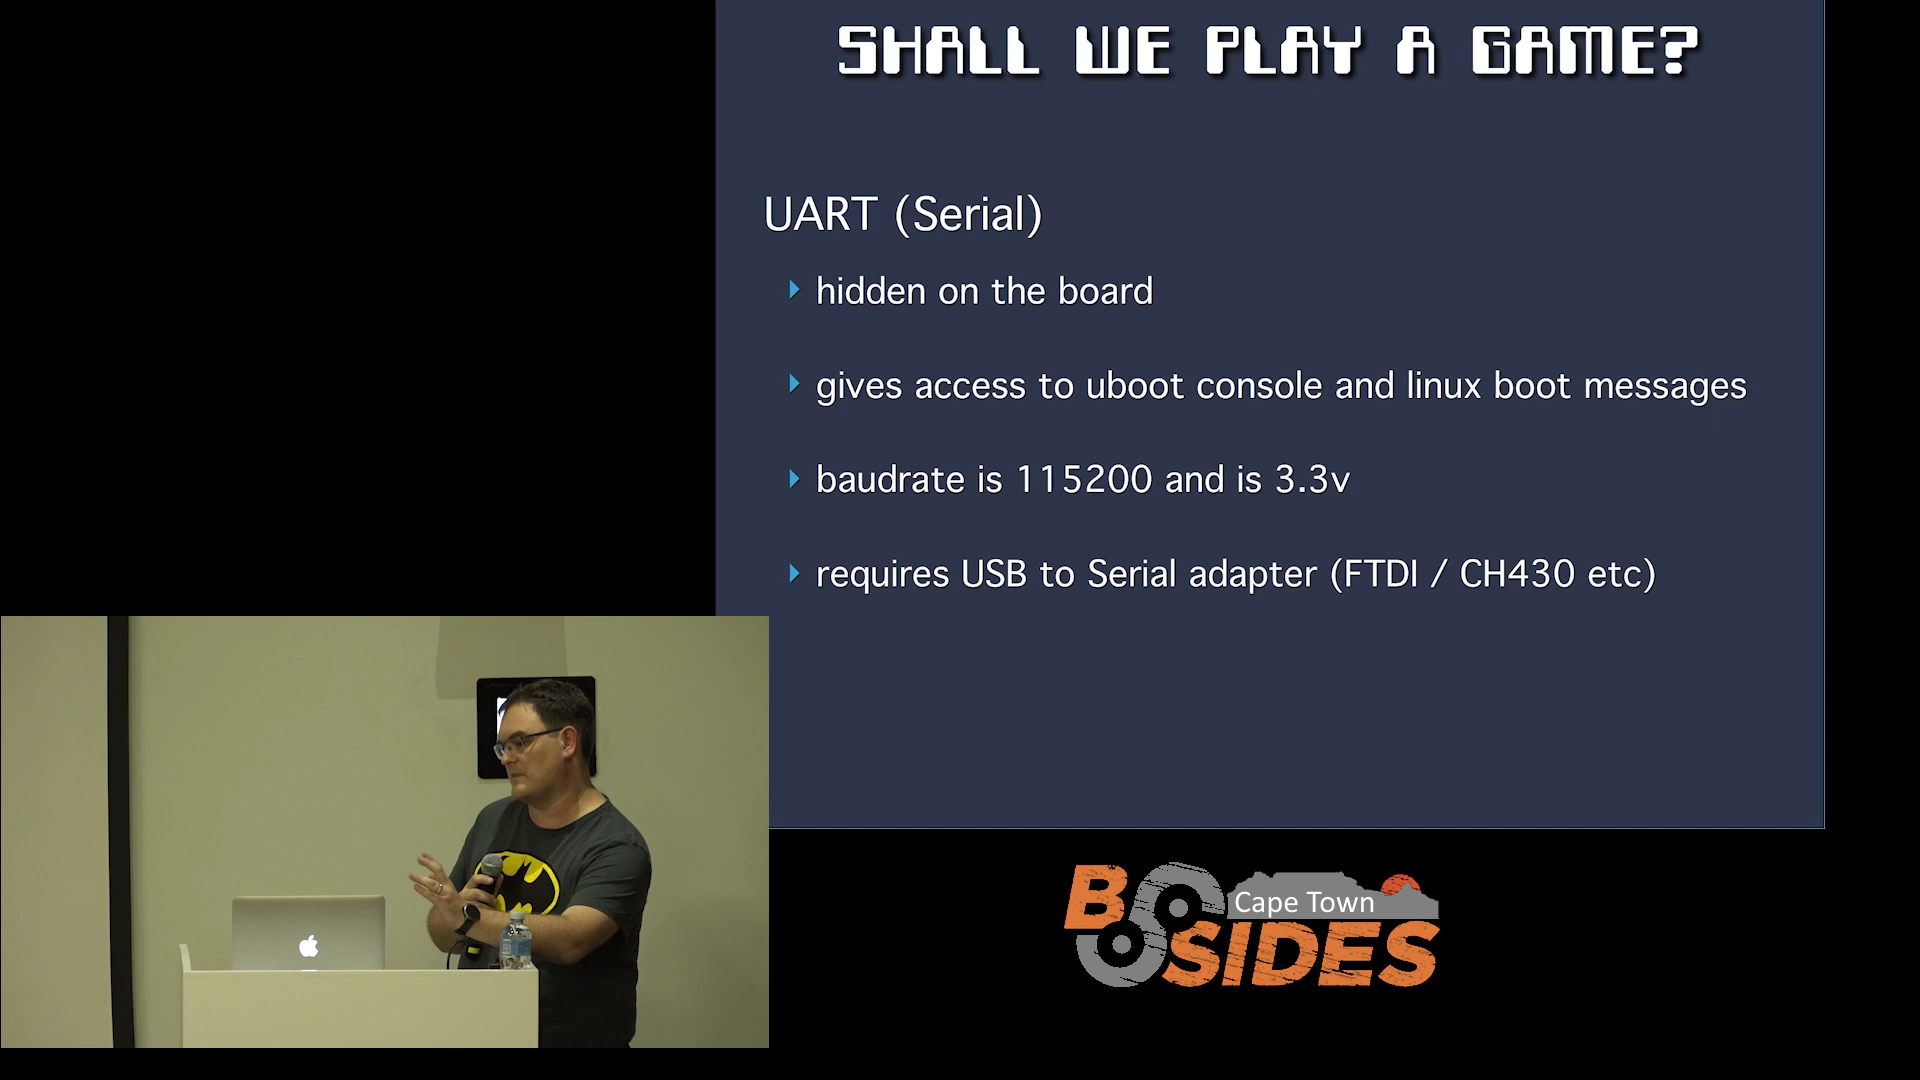 SHALL WE PLAY A GAME?
UART (Serial)
hidden on the board
gives access to uboot console and linux boot messages
baudrate is 115200 and is 3.3v
requires USB to Serial adapter (FTDI / CH430 etc)
Cape Town
BSIDES